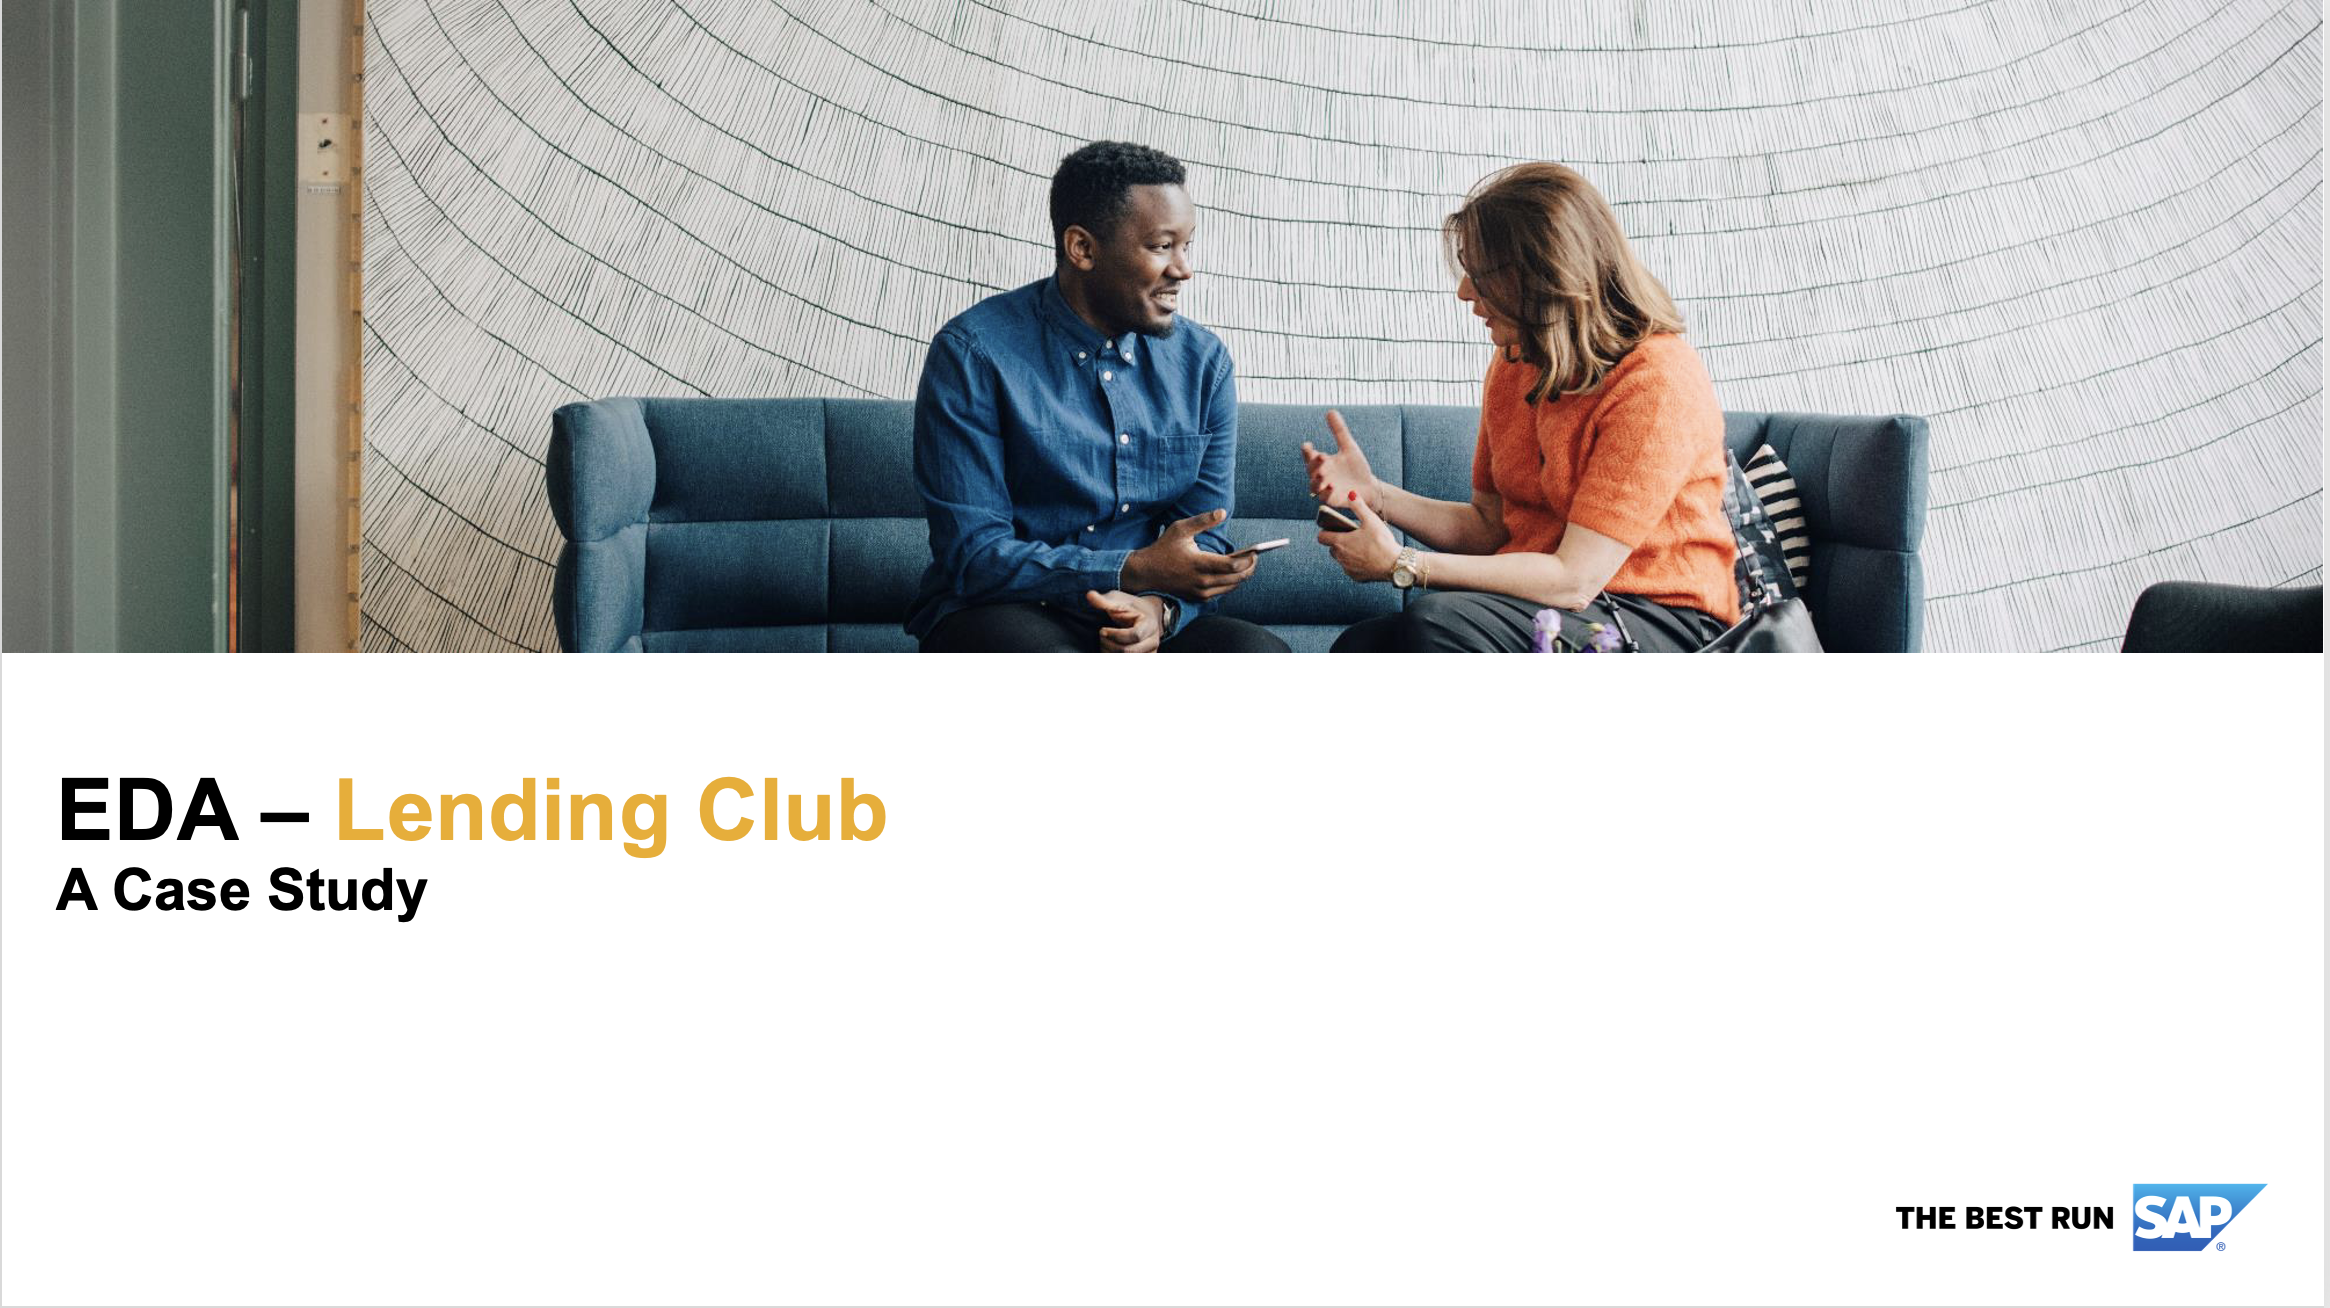 EDA – Lending Club
A Case Study
THE BEST RUN SAP®